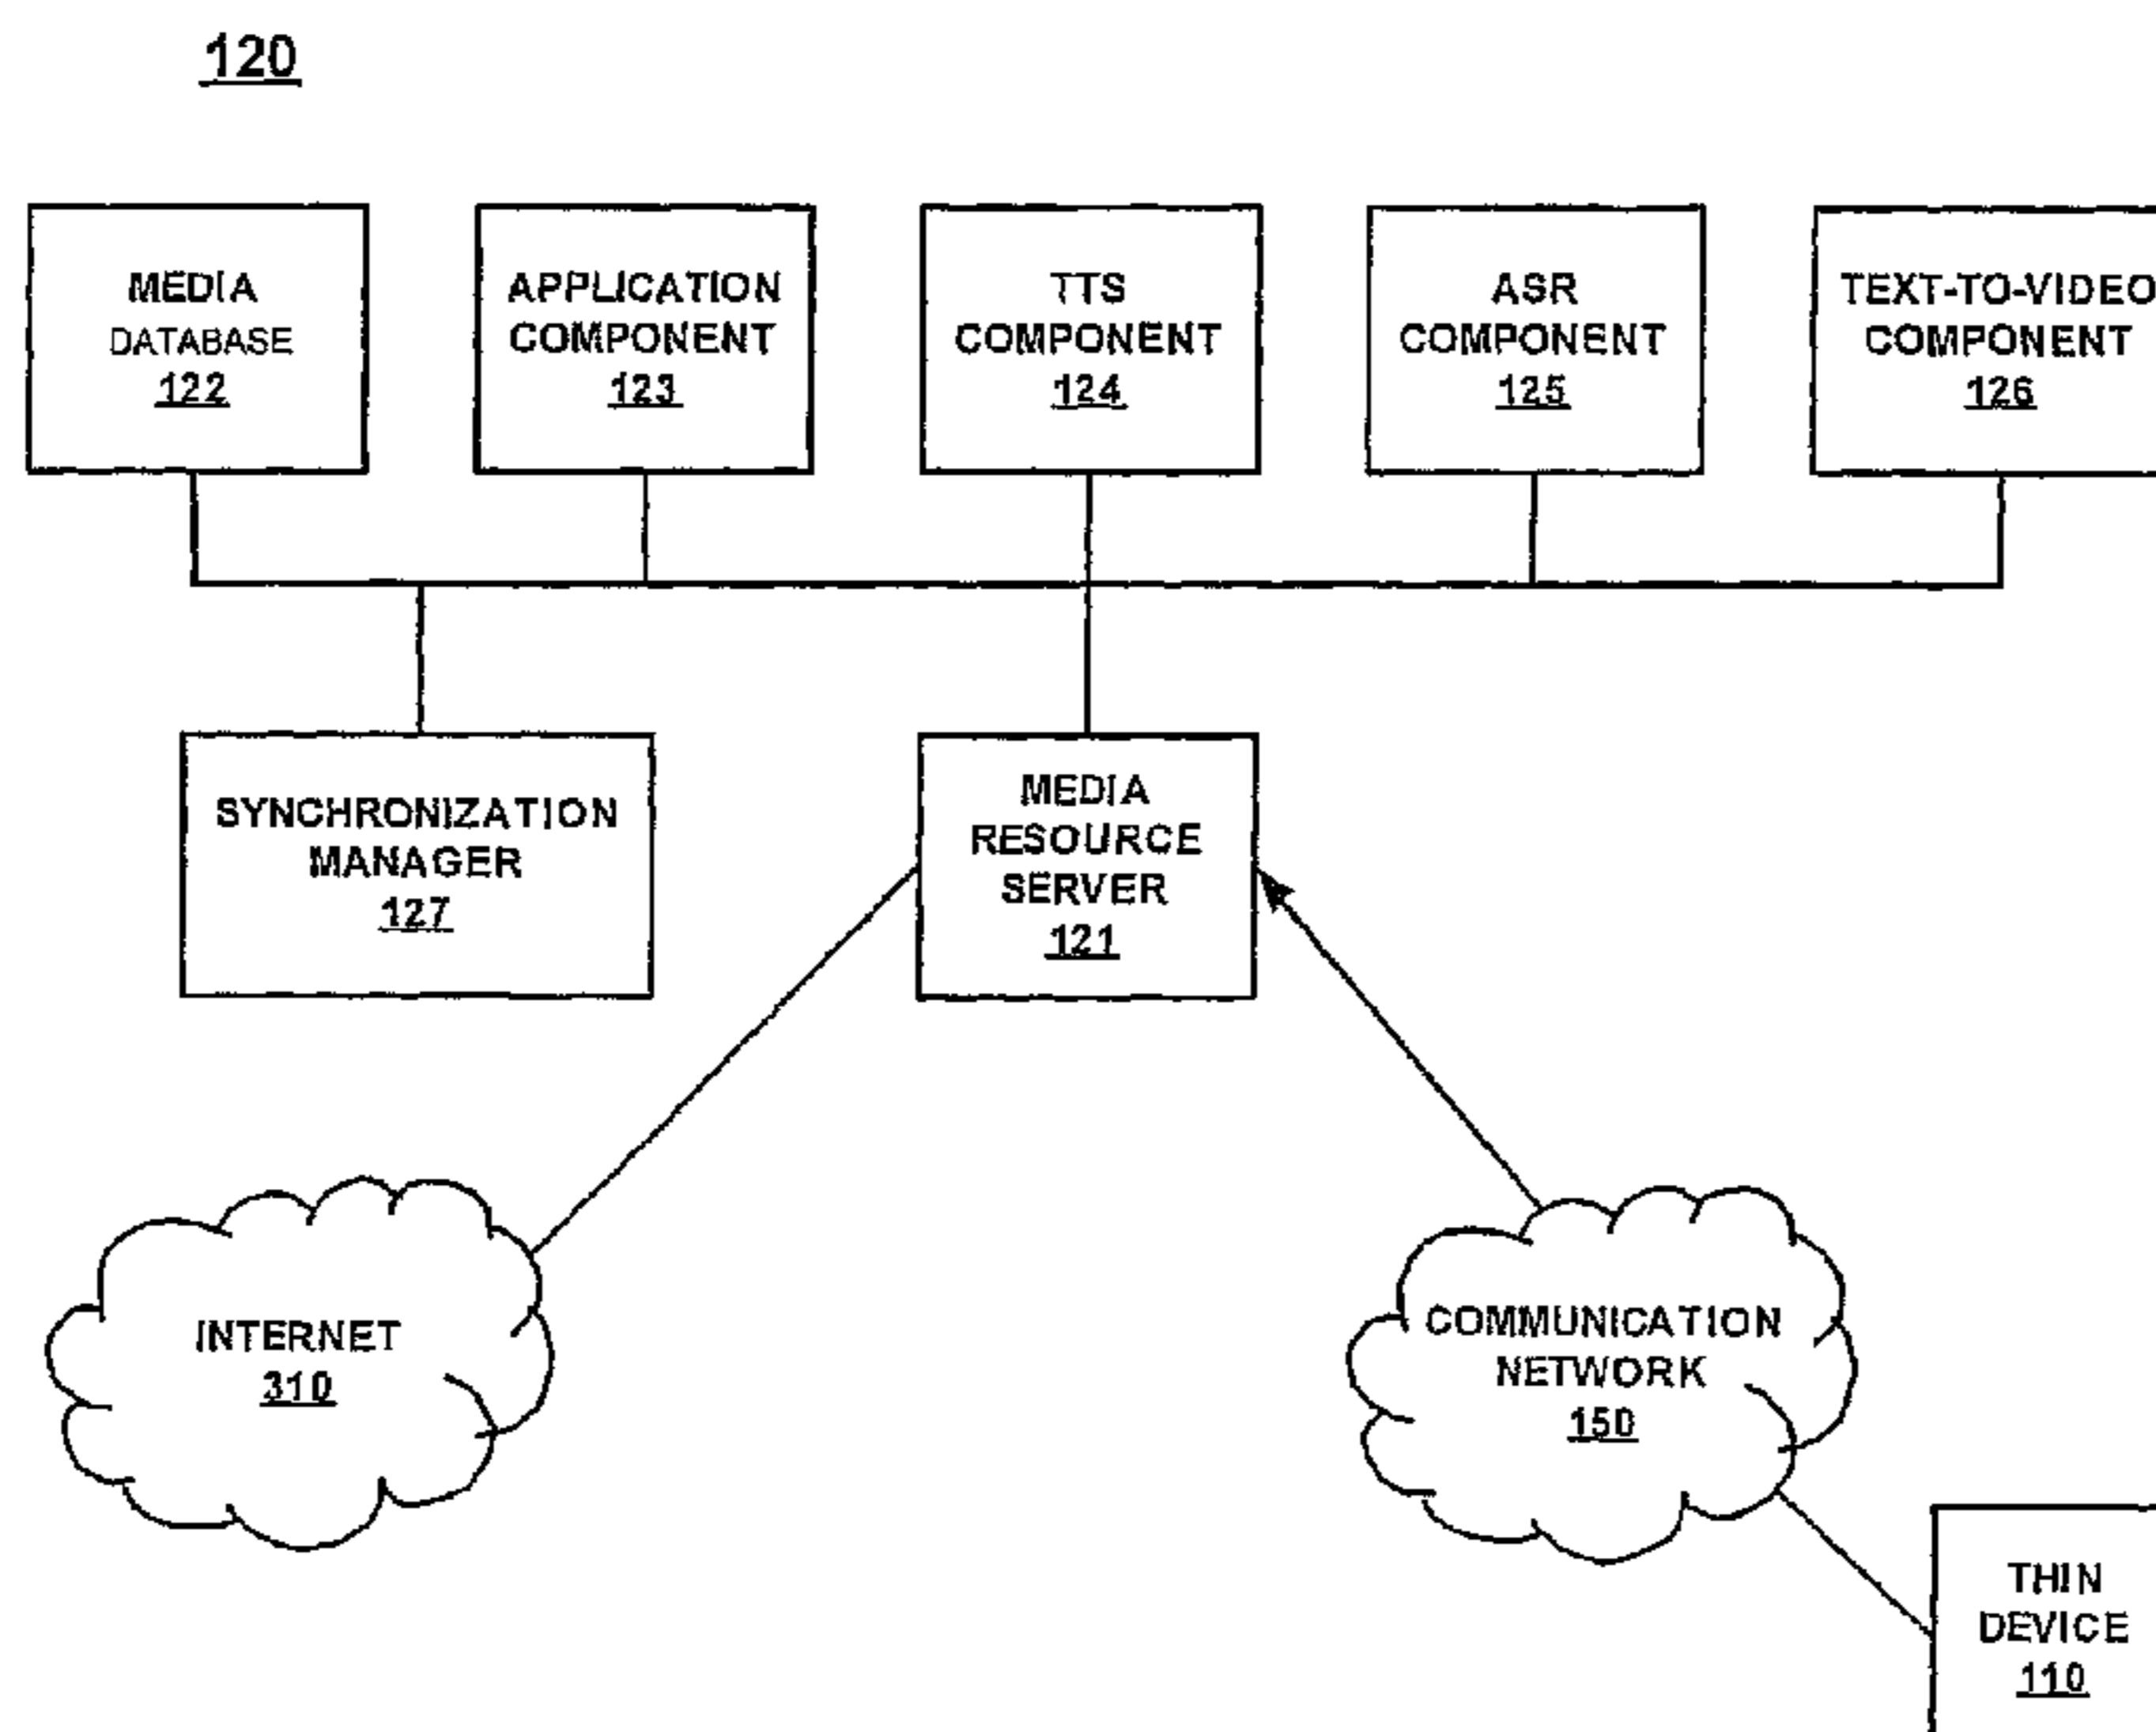 120
MEDIA
DATABASE
122
APPLICATION
COMPONENT
123
TTS
COMPONENT
124
ASR
COMPONENT
125
TEXT-TO-VIDEO
COMPONENT
126
SYNCHRONIZATION
MANAGER
127
MEDIA
RESOURCE
SERVER
121
INTERNET
310
COMMUNICATION
NETWORK
150
THIN
DEVICE
110